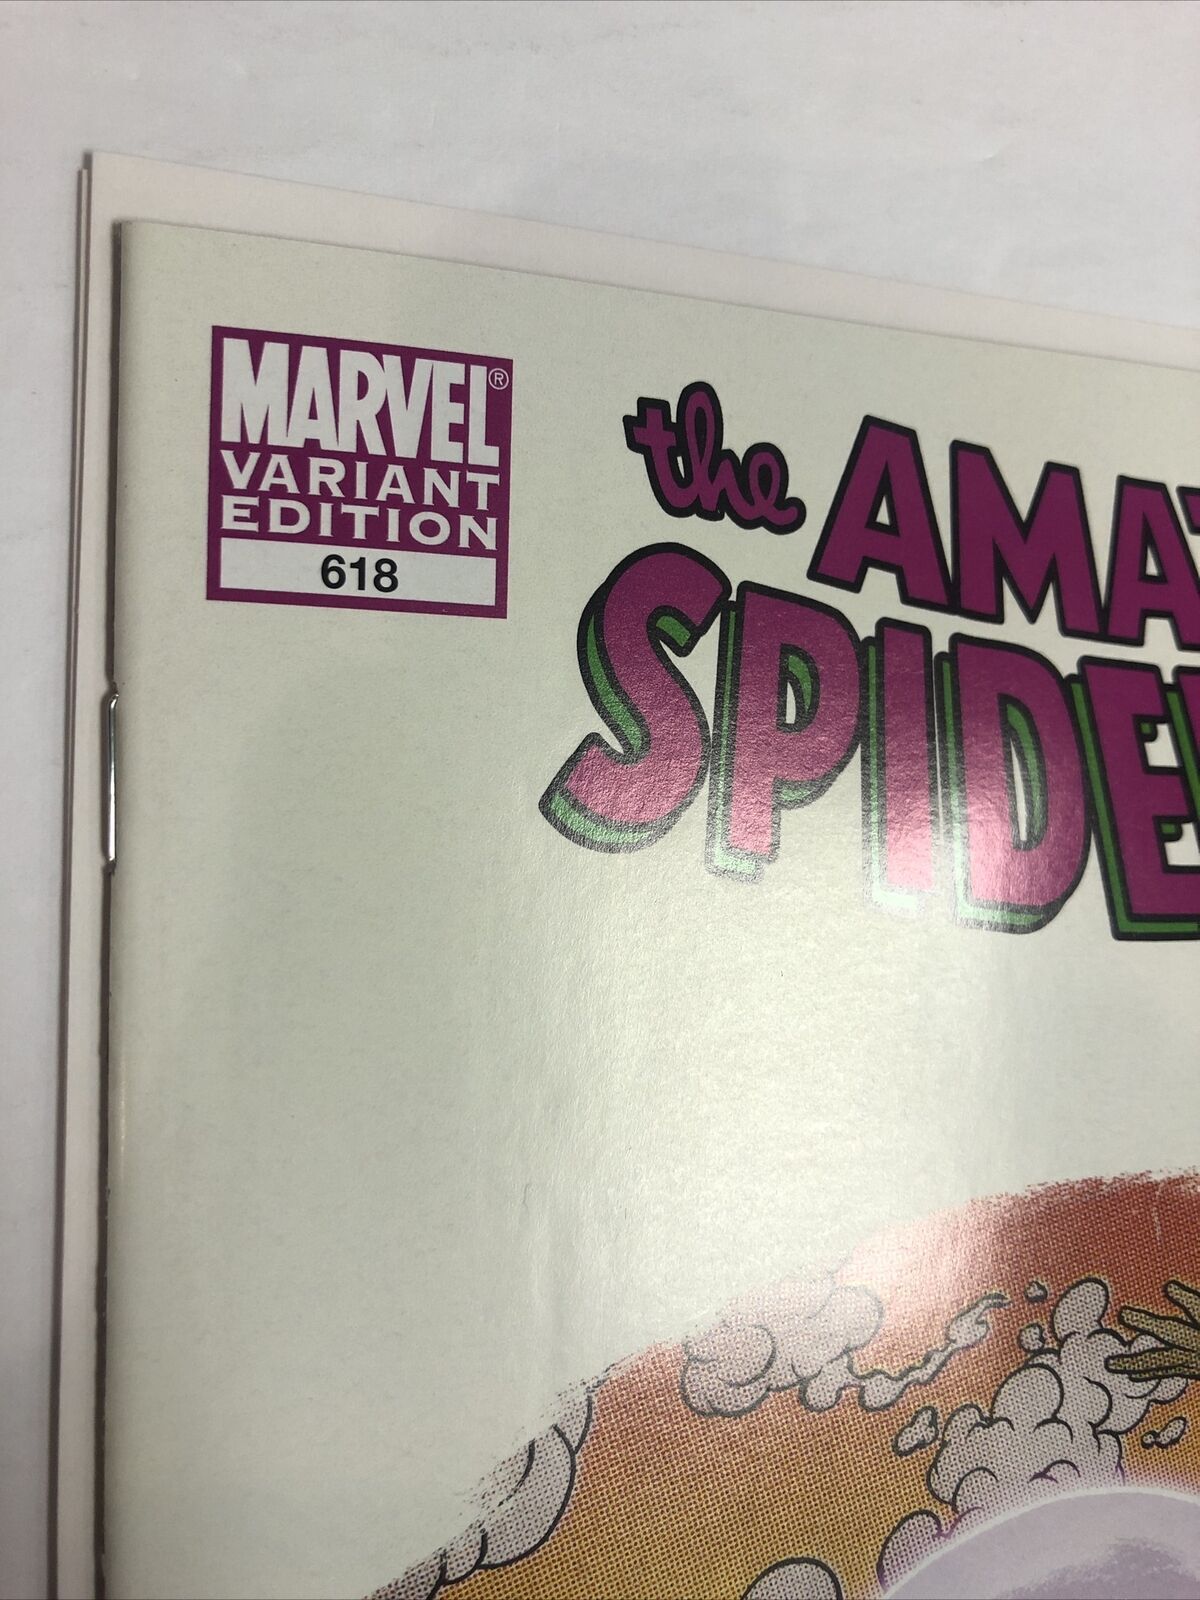 MARVEL®
VARIANT
EDITION
618
the AMA
SPIDE